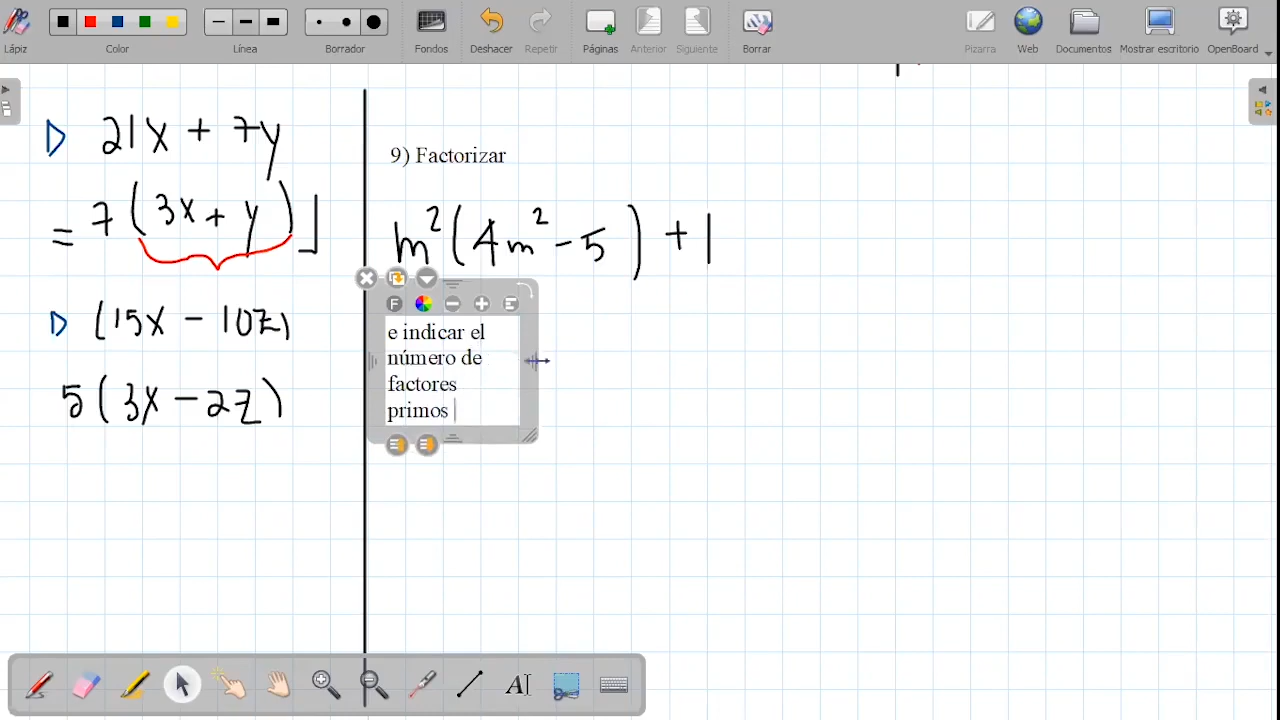 Lápiz
Color
Línea
Borrador
Fondos
Deshacer
Repetir
Páginas
Anterior
Siguiente
Borrar
Pizarra
Web
Documentos
Mostrar escritorio
OpenBoard
21x + 7y
= 7 (3x + y)
(15x - 10z)
5(3x - 2z)
9) Factorizar
m²(4m² - 5) + 1
F
e indicar el
número de
factores
primos
A